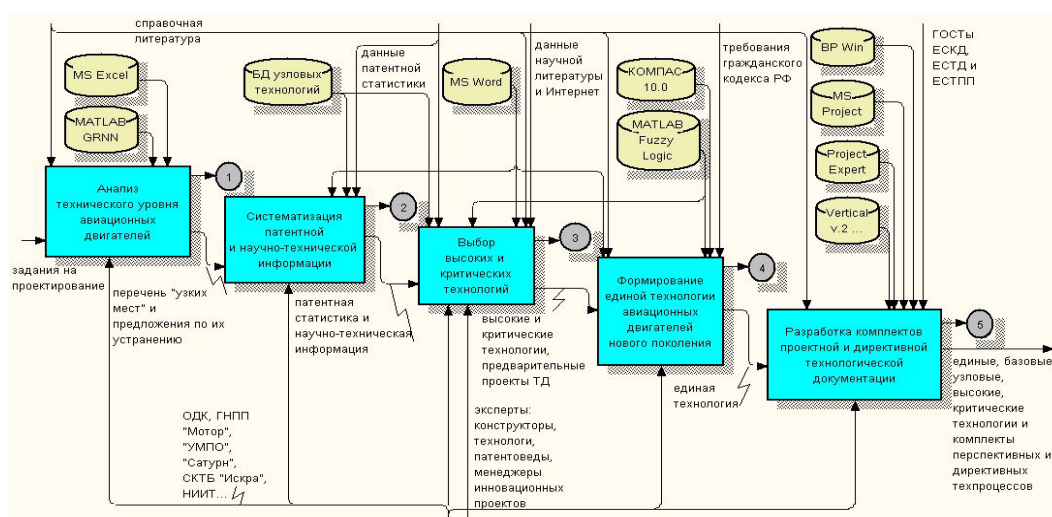 справочная
литература
MS Excel
MATLAB
GRNN
БД узловых
технологий
данные
патентной
статистики
MS Word
данные
научной
литературы
и Интернет
КОМПАС
10.0
MATLAB
Fuzzy
Logic
требования
гражданского
кодекса РФ
BP Win
MS
Project
Project
Expert
Vertical
v.2 ...
ГОСТы
ЕСКД,
ЕСТД и
ЕСТПП
Анализ
технического уровня
авиационных
двигателей
1
Систематизация
патентной
и научно-технической
информации
2
Выбор
высоких и
критических
технологий
3
Формирование
единой технологии
авиационных
двигателей
нового поколения
4
Разработка комплектов
проектной и директивной
технологической
документации
5
задания на
проектирование
перечень "узких
мест" и
предложения по их
устранению
патентная
статистика и
научно-техническая
информация
высокие и
критические
технологии,
предварительные
проекты ТД
единая
технология
единые, базовые
узловые,
высокие,
критические
технологии и
комплекты
перспективных и
директивных
техпроцессов
ОДК, ГНПП
"Мотор",
"УМПО",
"Сатурн",
СКТБ "Искра",
НИИТ...
эксперты:
конструкторы,
технологи,
патентоведы,
менеджеры
инновационных
проектов